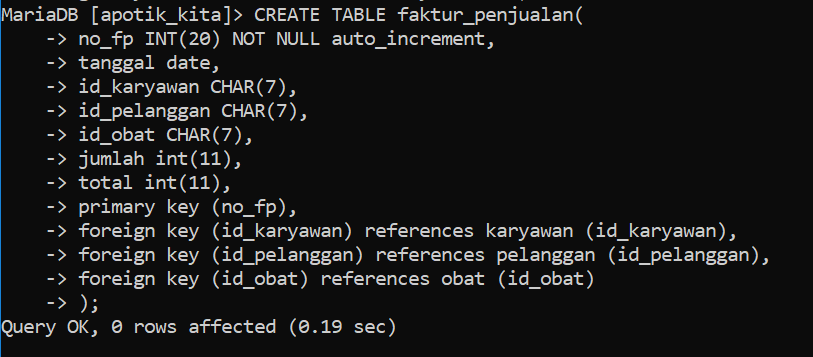 MariaDB [apotik_kita]> CREATE TABLE faktur_penjualan(
    -> no_fp INT(20) NOT NULL auto_increment,
    -> tanggal date,
    -> id_karyawan CHAR(7),
    -> id_pelanggan CHAR(7),
    -> id_obat CHAR(7),
    -> jumlah int(11),
    -> total int(11),
    -> primary key (no_fp),
    -> foreign key (id_karyawan) references karyawan (id_karyawan),
    -> foreign key (id_pelanggan) references pelanggan (id_pelanggan),
    -> foreign key (id_obat) references obat (id_obat)
    -> );
Query OK, 0 rows affected (0.19 sec)